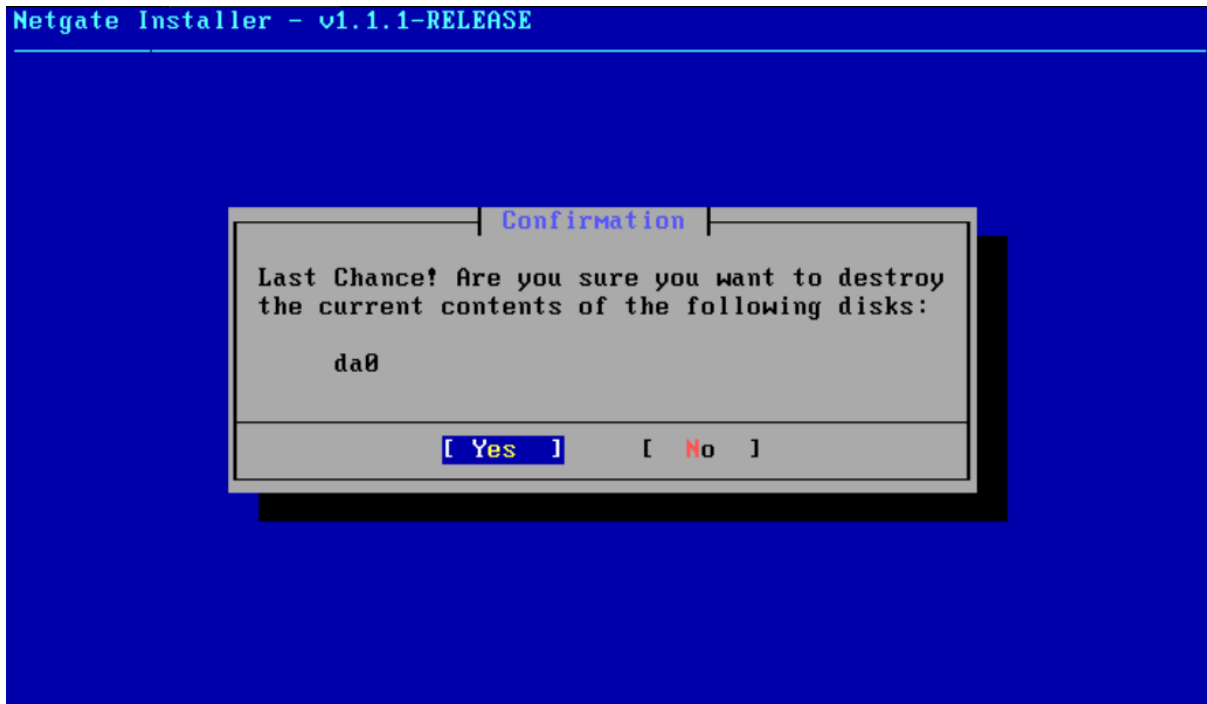 Netgate Installer - v1.1.1-RELEASE
Confirmation
Last Chance! Are you sure you want to destroy
the current contents of the following disks:
da0
[ Yes ] [ No ]